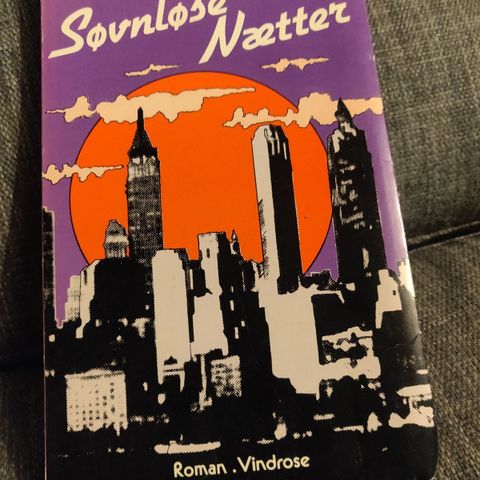 Søvnløse
Nætter
Roman . Vindrose